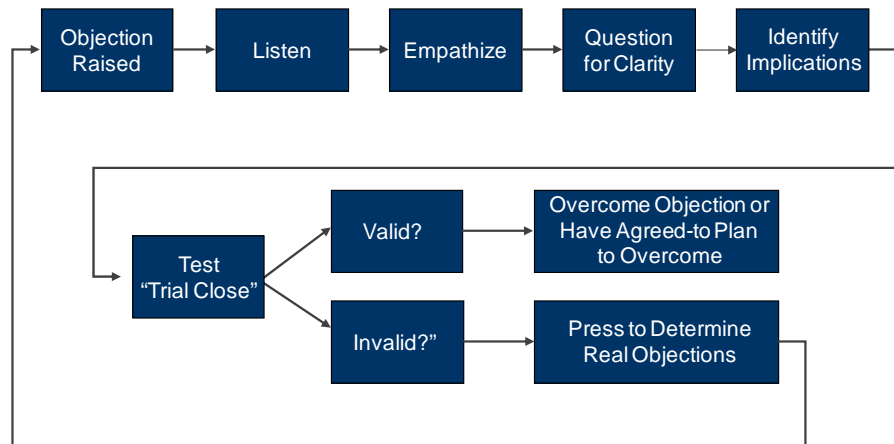 Objection
Raised
Listen
Empathize
Question
for Clarity
Identify
Implications
Test
“Trial Close”
Valid?
Overcome Objection or
Have Agreed-to Plan
to Overcome
Invalid?”
Press to Determine
Real Objections